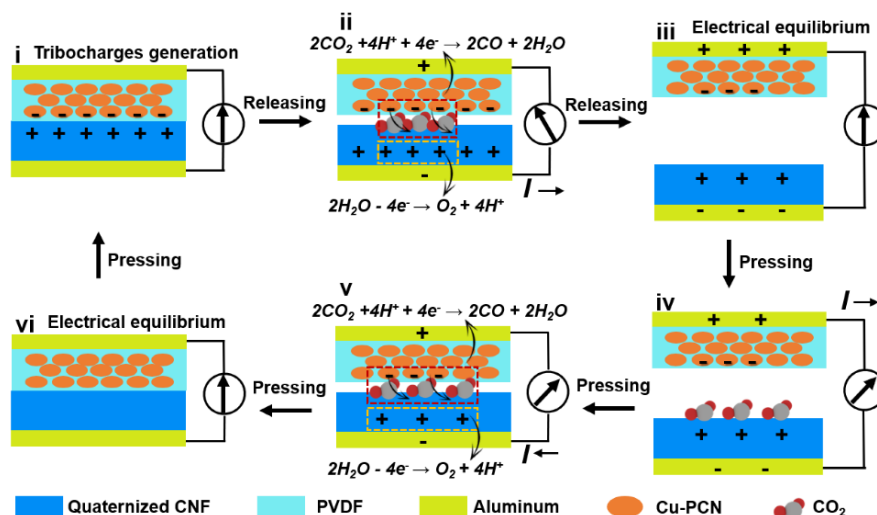 i Tribocharges generation
+ + + + + +
- - - - - -
Releasing
ii
2CO₂ +4H⁺ + 4e⁻ → 2CO + 2H₂O
+
- - - - - -
+ + + + + + +
-
I →
2H₂O - 4e⁻ → O₂ + 4H⁺
Releasing
iii Electrical equilibrium
+ + +
- - -
+ + +
- - -
Pressing
Pressing
iv
I →
+ +
- - -
+ + +
- -
Pressing
v
2CO₂ +4H⁺ + 4e⁻ → 2CO + 2H₂O
+
- -
+ + +
-
I ←
2H₂O - 4e⁻ → O₂ + 4H⁺
Pressing
vi Electrical equilibrium
Quaternized CNF
PVDF
Aluminum
Cu-PCN
CO₂